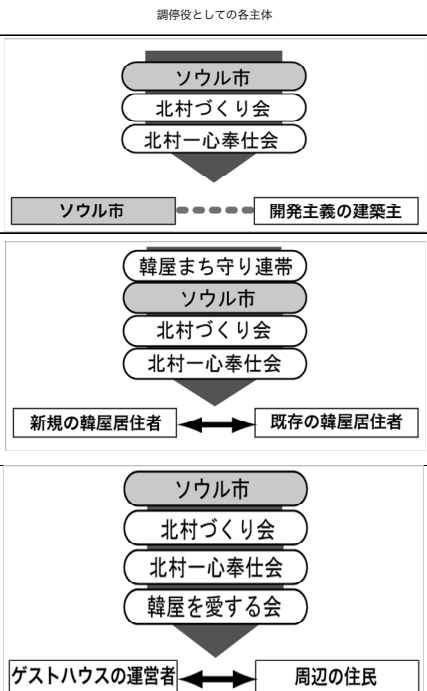 調停役としての各主体
ソウル市
北村づくり会
北村一心奉仕会
ソウル市
開発主義の建築主
韓屋まち守り連帯
ソウル市
北村づくり会
北村一心奉仕会
新規の韓屋居住者
既存の韓屋居住者
ソウル市
北村づくり会
北村一心奉仕会
韓屋を愛する会
ゲストハウスの運営者
周辺の住民